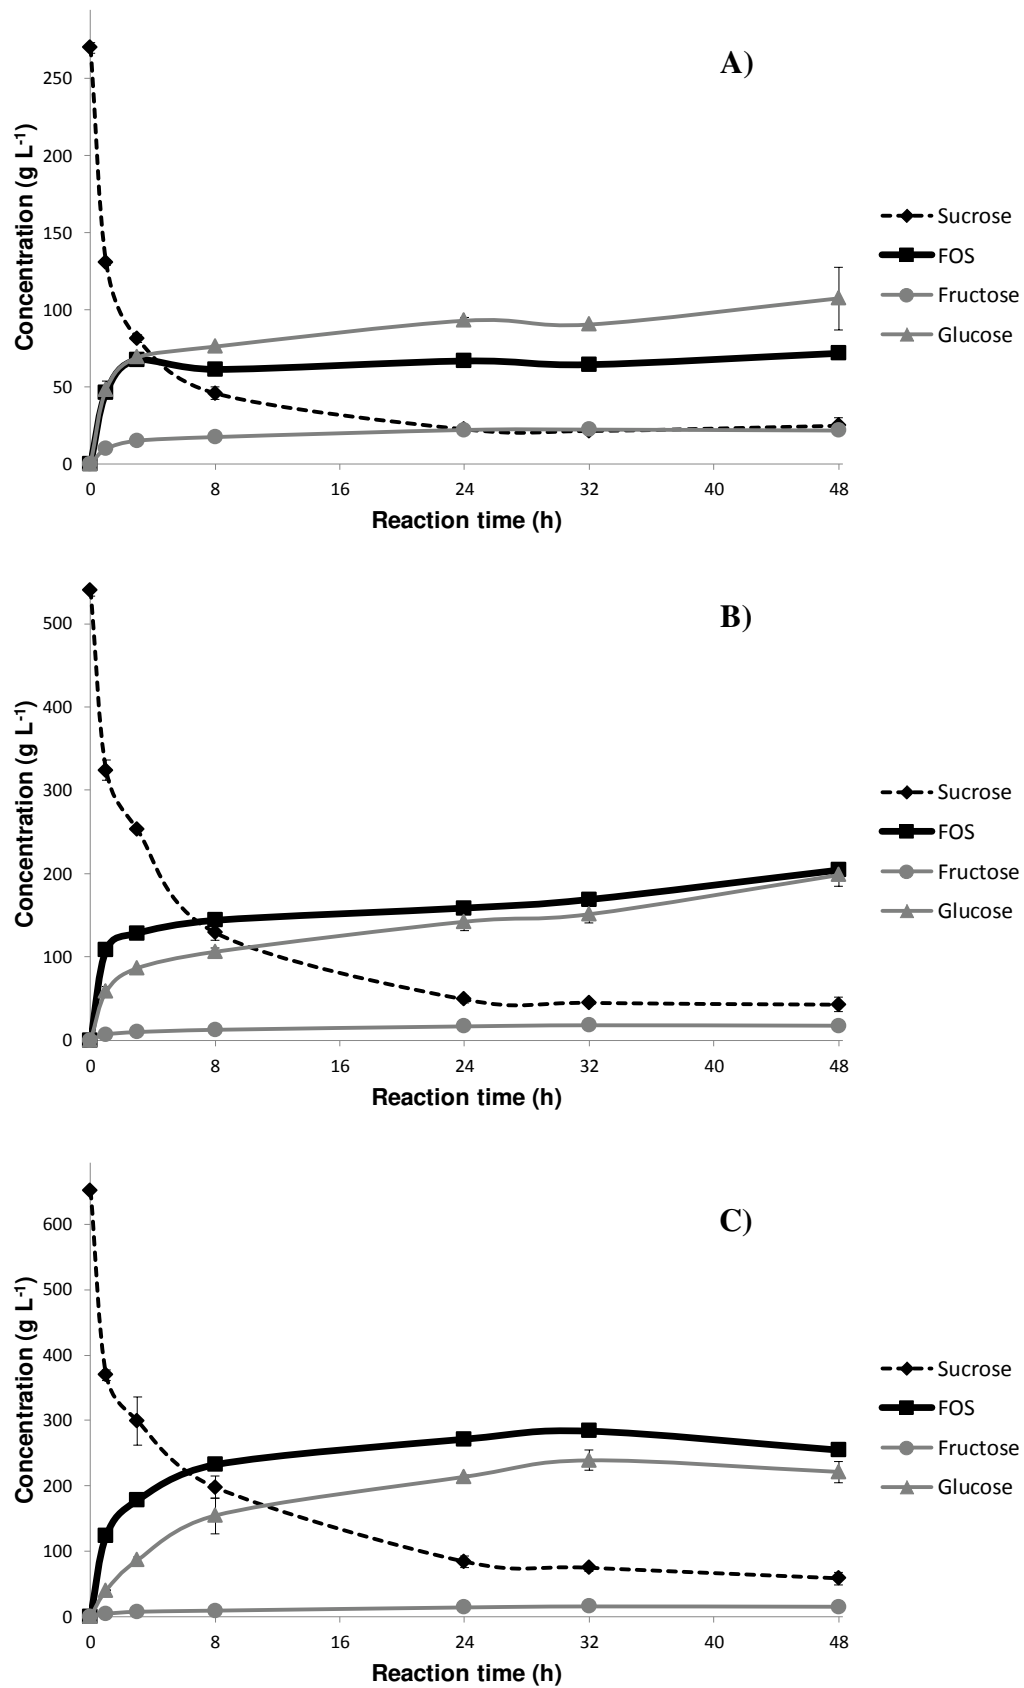 A)
Concentration (g L-1)
250
200
150
100
50
0
0 8 16 24 32 40 48
Reaction time (h)
Sucrose
FOS
Fructose
Glucose
B)
Concentration (g L-1)
500
400
300
200
100
0
0 8 16 24 32 40 48
Reaction time (h)
Sucrose
FOS
Fructose
Glucose
C)
Concentration (g L-1)
600
500
400
300
200
100
0
0 8 16 24 32 40 48
Reaction time (h)
Sucrose
FOS
Fructose
Glucose